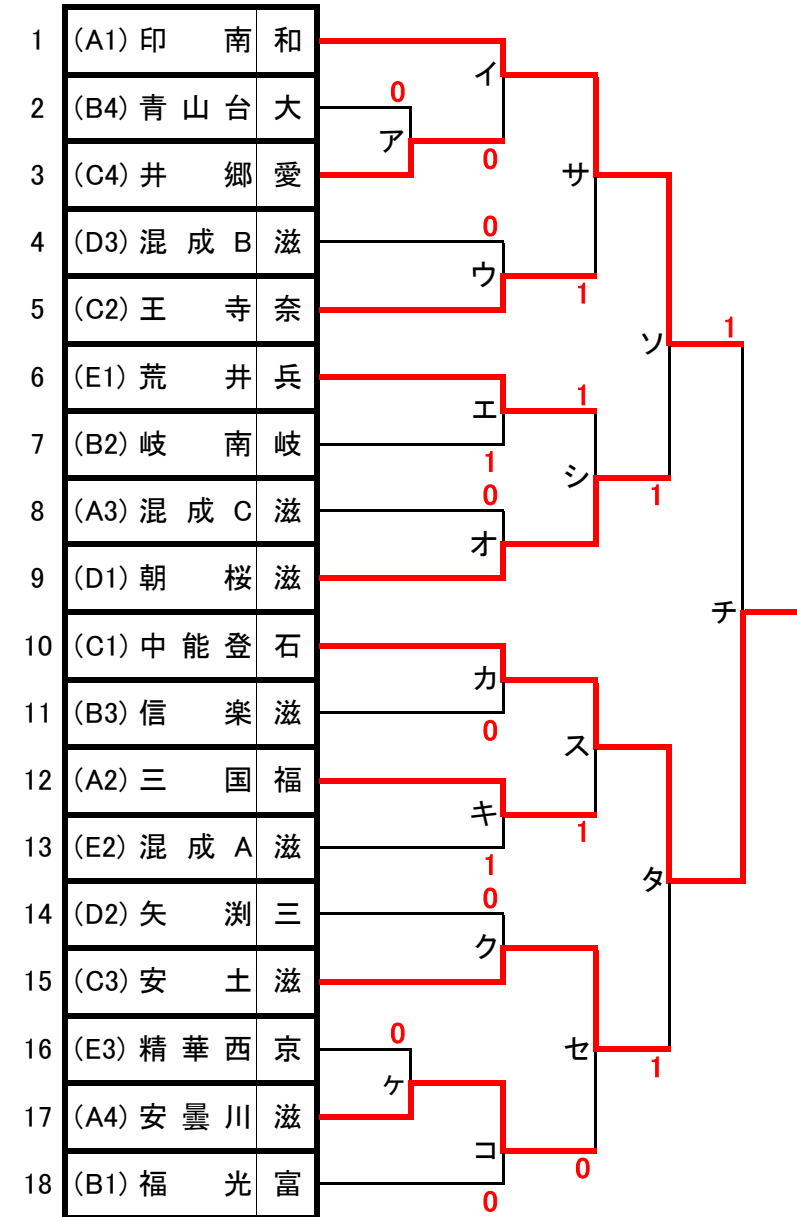 1 (A1) 印南 和
2 (B4) 青山台 大
3 (C4) 井郷 愛
4 (D3) 混成B 滋
5 (C2) 王寺 奈
6 (E1) 荒井 兵
7 (B2) 岐南 岐
8 (A3) 混成C 滋
9 (D1) 朝桜 滋
10 (C1) 中能登 石
11 (B3) 信楽 滋
12 (A2) 三国 福
13 (E2) 混成A 滋
14 (D2) 矢渕 三
15 (C3) 安土 滋
16 (E3) 精華西 京
17 (A4) 安曇川 滋
18 (B1) 福光 富
0
ア
イ
0
0
ウ
1
サ
エ
1
1
0
オ
シ
1
ソ
1
カ
0
キ
1
1
ス
0
ク
0
ケ
コ
0
0
セ
1
タ
チ